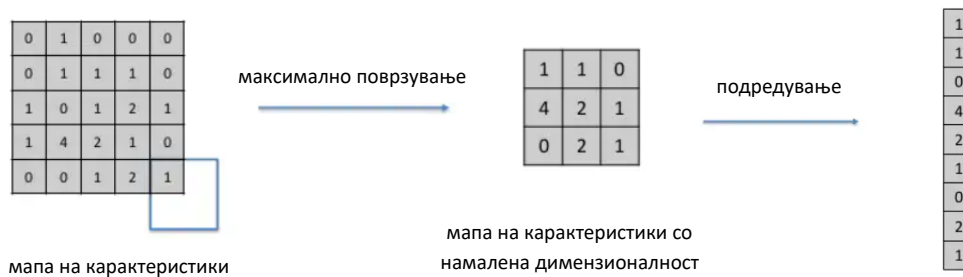 0 1 0 0 0
0 1 1 1 0
1 0 1 2 1
1 4 2 1 0
0 0 1 2 1
мапа на карактеристики
максимално поврзување
1 1 0
4 2 1
0 2 1
мапа на карактеристики со
намалена димензионалност
подредување
1
1
0
4
2
1
0
2
1